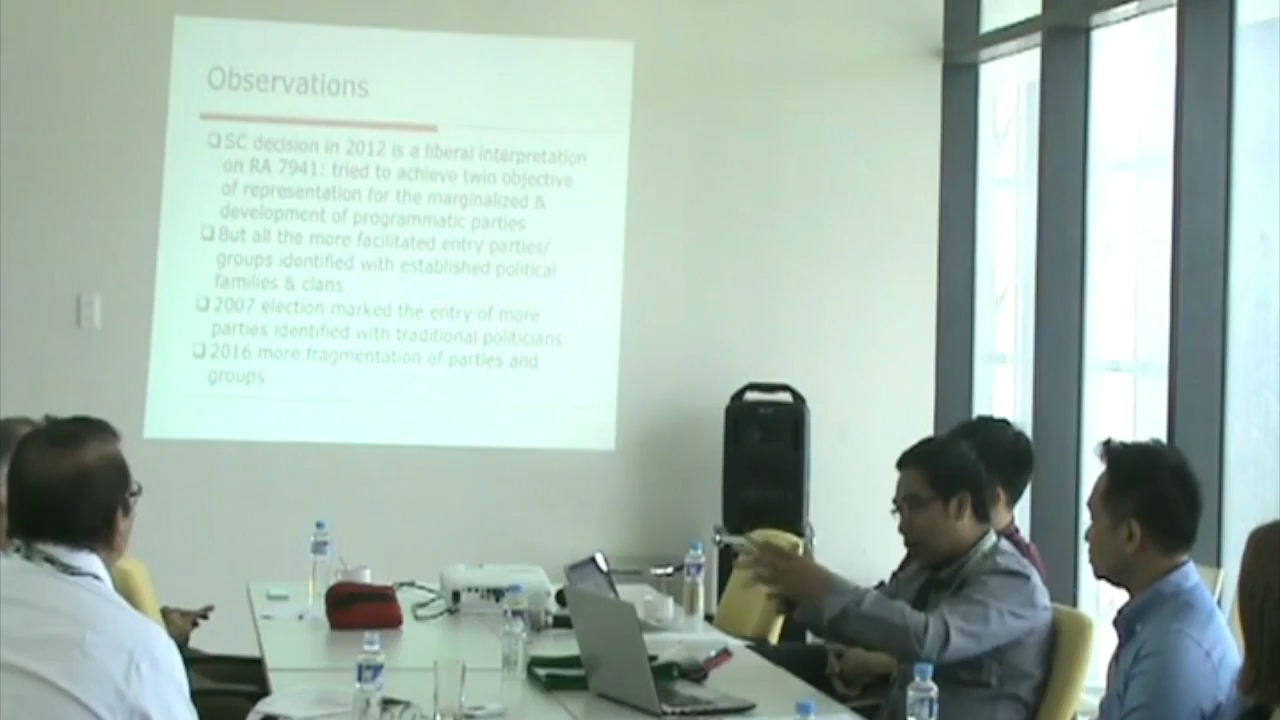 Observations
❑SC decision in 2012 is a liberal interpretation
on RA 7941: tried to achieve twin objective
of representation for the marginalized &
development of programmatic parties
❑But all the more facilitated entry parties/
groups identified with established political
families & clans
❑2007 election marked the entry of more
parties identified with traditional politicians
❑2016 more fragmentation of parties and
groups